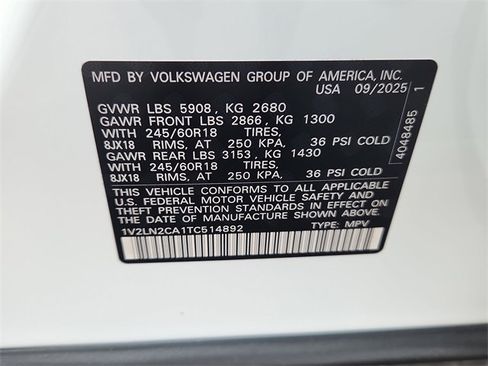 MFD BY VOLKSWAGEN GROUP OF AMERICA, INC.
USA 09/2025
GVWR LBS 5908, KG 2680
GAWR FRONT LBS 2866, KG 1300
WITH 245/60R18 TIRES,
8JX18 RIMS, AT 250 KPA, 36 PSI COLD
GAWR REAR LBS 3153, KG 1430
WITH 245/60R18 TIRES,
8JX18 RIMS, AT 250 KPA, 36 PSI COLD
THIS VEHICLE CONFORMS TO ALL APPLICABLE
U.S. FEDERAL MOTOR VEHICLE SAFETY
STANDARDS IN EFFECT ON
THE DATE OF MANUFACTURE SHOWN ABOVE.
1V2LN2CA1TC514892 TYPE: MPV
4048485 1